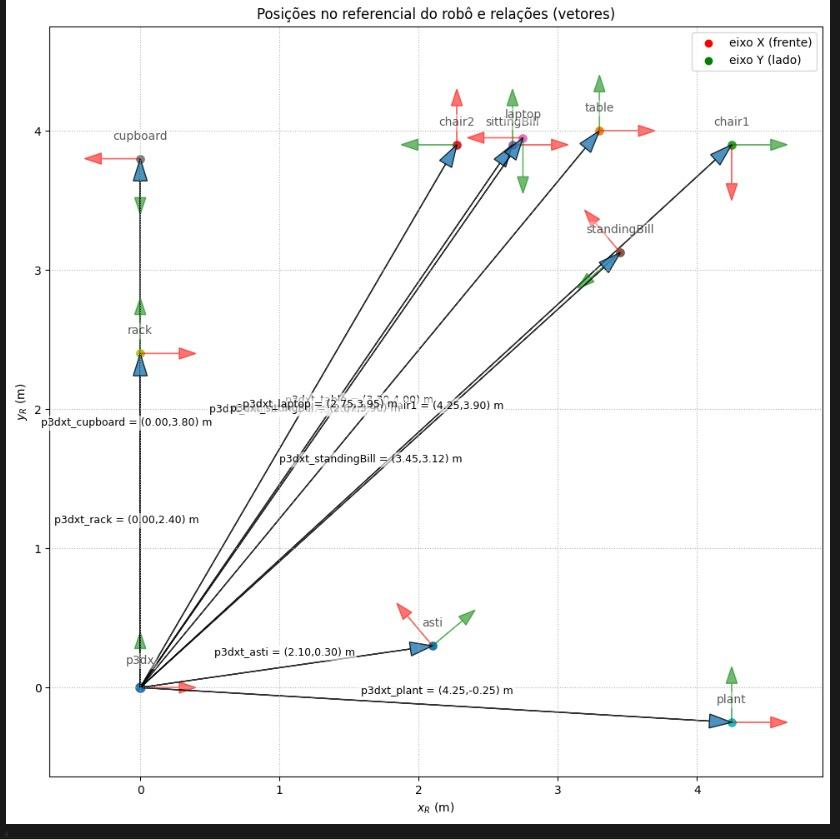 Posições no referencial do robô e relações (vetores)
eixo X (frente)
eixo Y (lado)
cupboard
chair2
sittingBill
laptop
table
chair1
standingBill
rack
p3dxt_laptop = (2.75,3.95) m
= (4.25,3.90) m
p3dxt_cupboard = (0.00,3.80) m
p3dxt_standingBill = (3.45,3.12) m
p3dxt_rack = (0.00,2.40) m
asti
p3dx
p3dxt_asti = (2.10,0.30) m
p3dxt_plant = (4.25,-0.25) m
plant
y_R (m)
4
3
2
1
0
0 1 2 3 4
x_R (m)